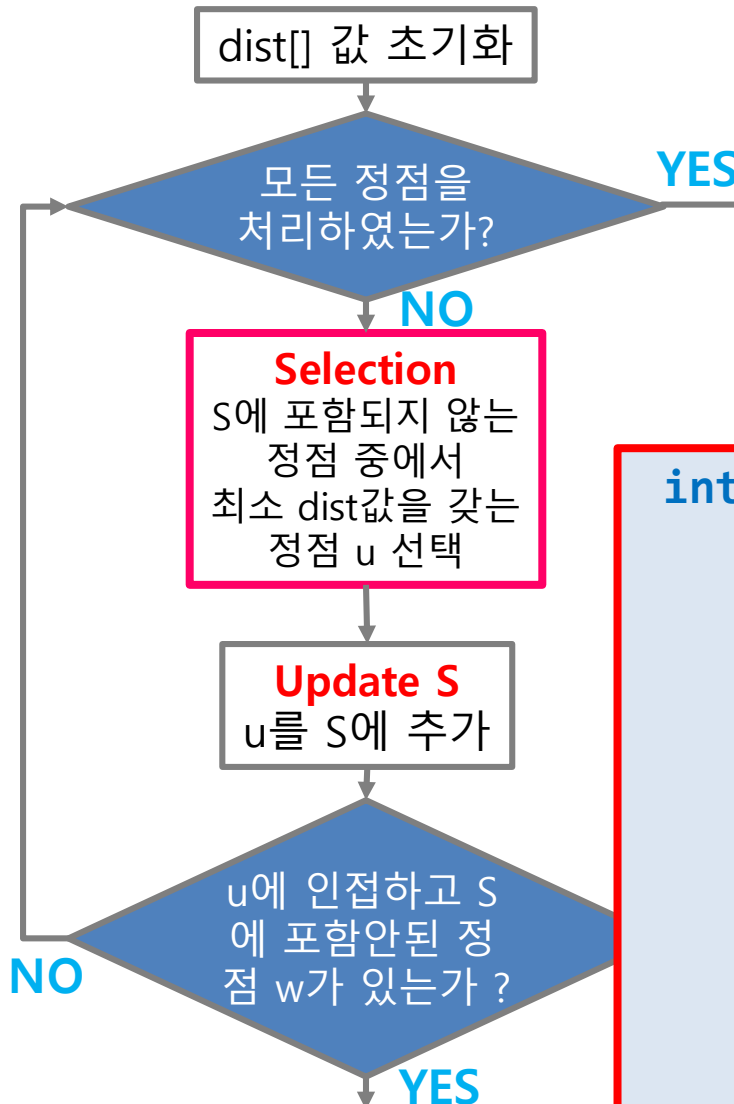 dist[] 값 초기화
모든 정점을
처리하였는가?
YES
NO
Selection
S에 포함되지 않는
정점 중에서
최소 dist값을 갖는
정점 u 선택
int
Update S
u를 S에 추가
u에 인접하고 S
에 포함안된 정
점 w가 있는가 ?
NO
YES